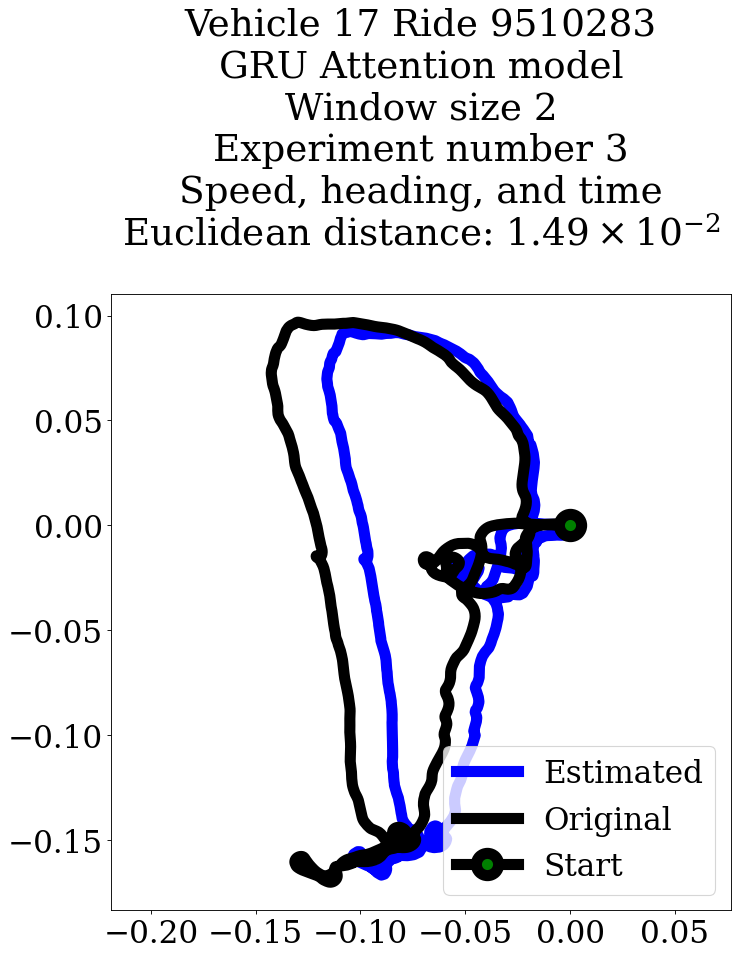 Vehicle 17 Ride 9510283
GRU Attention model
Window size 2
Experiment number 3
Speed, heading, and time
Euclidean distance: 1.49 × 10⁻²
0.10
0.05
0.00
−0.05
−0.10
−0.15
Estimated
Original
Start
−0.20 −0.15 −0.10 −0.05 0.00 0.05